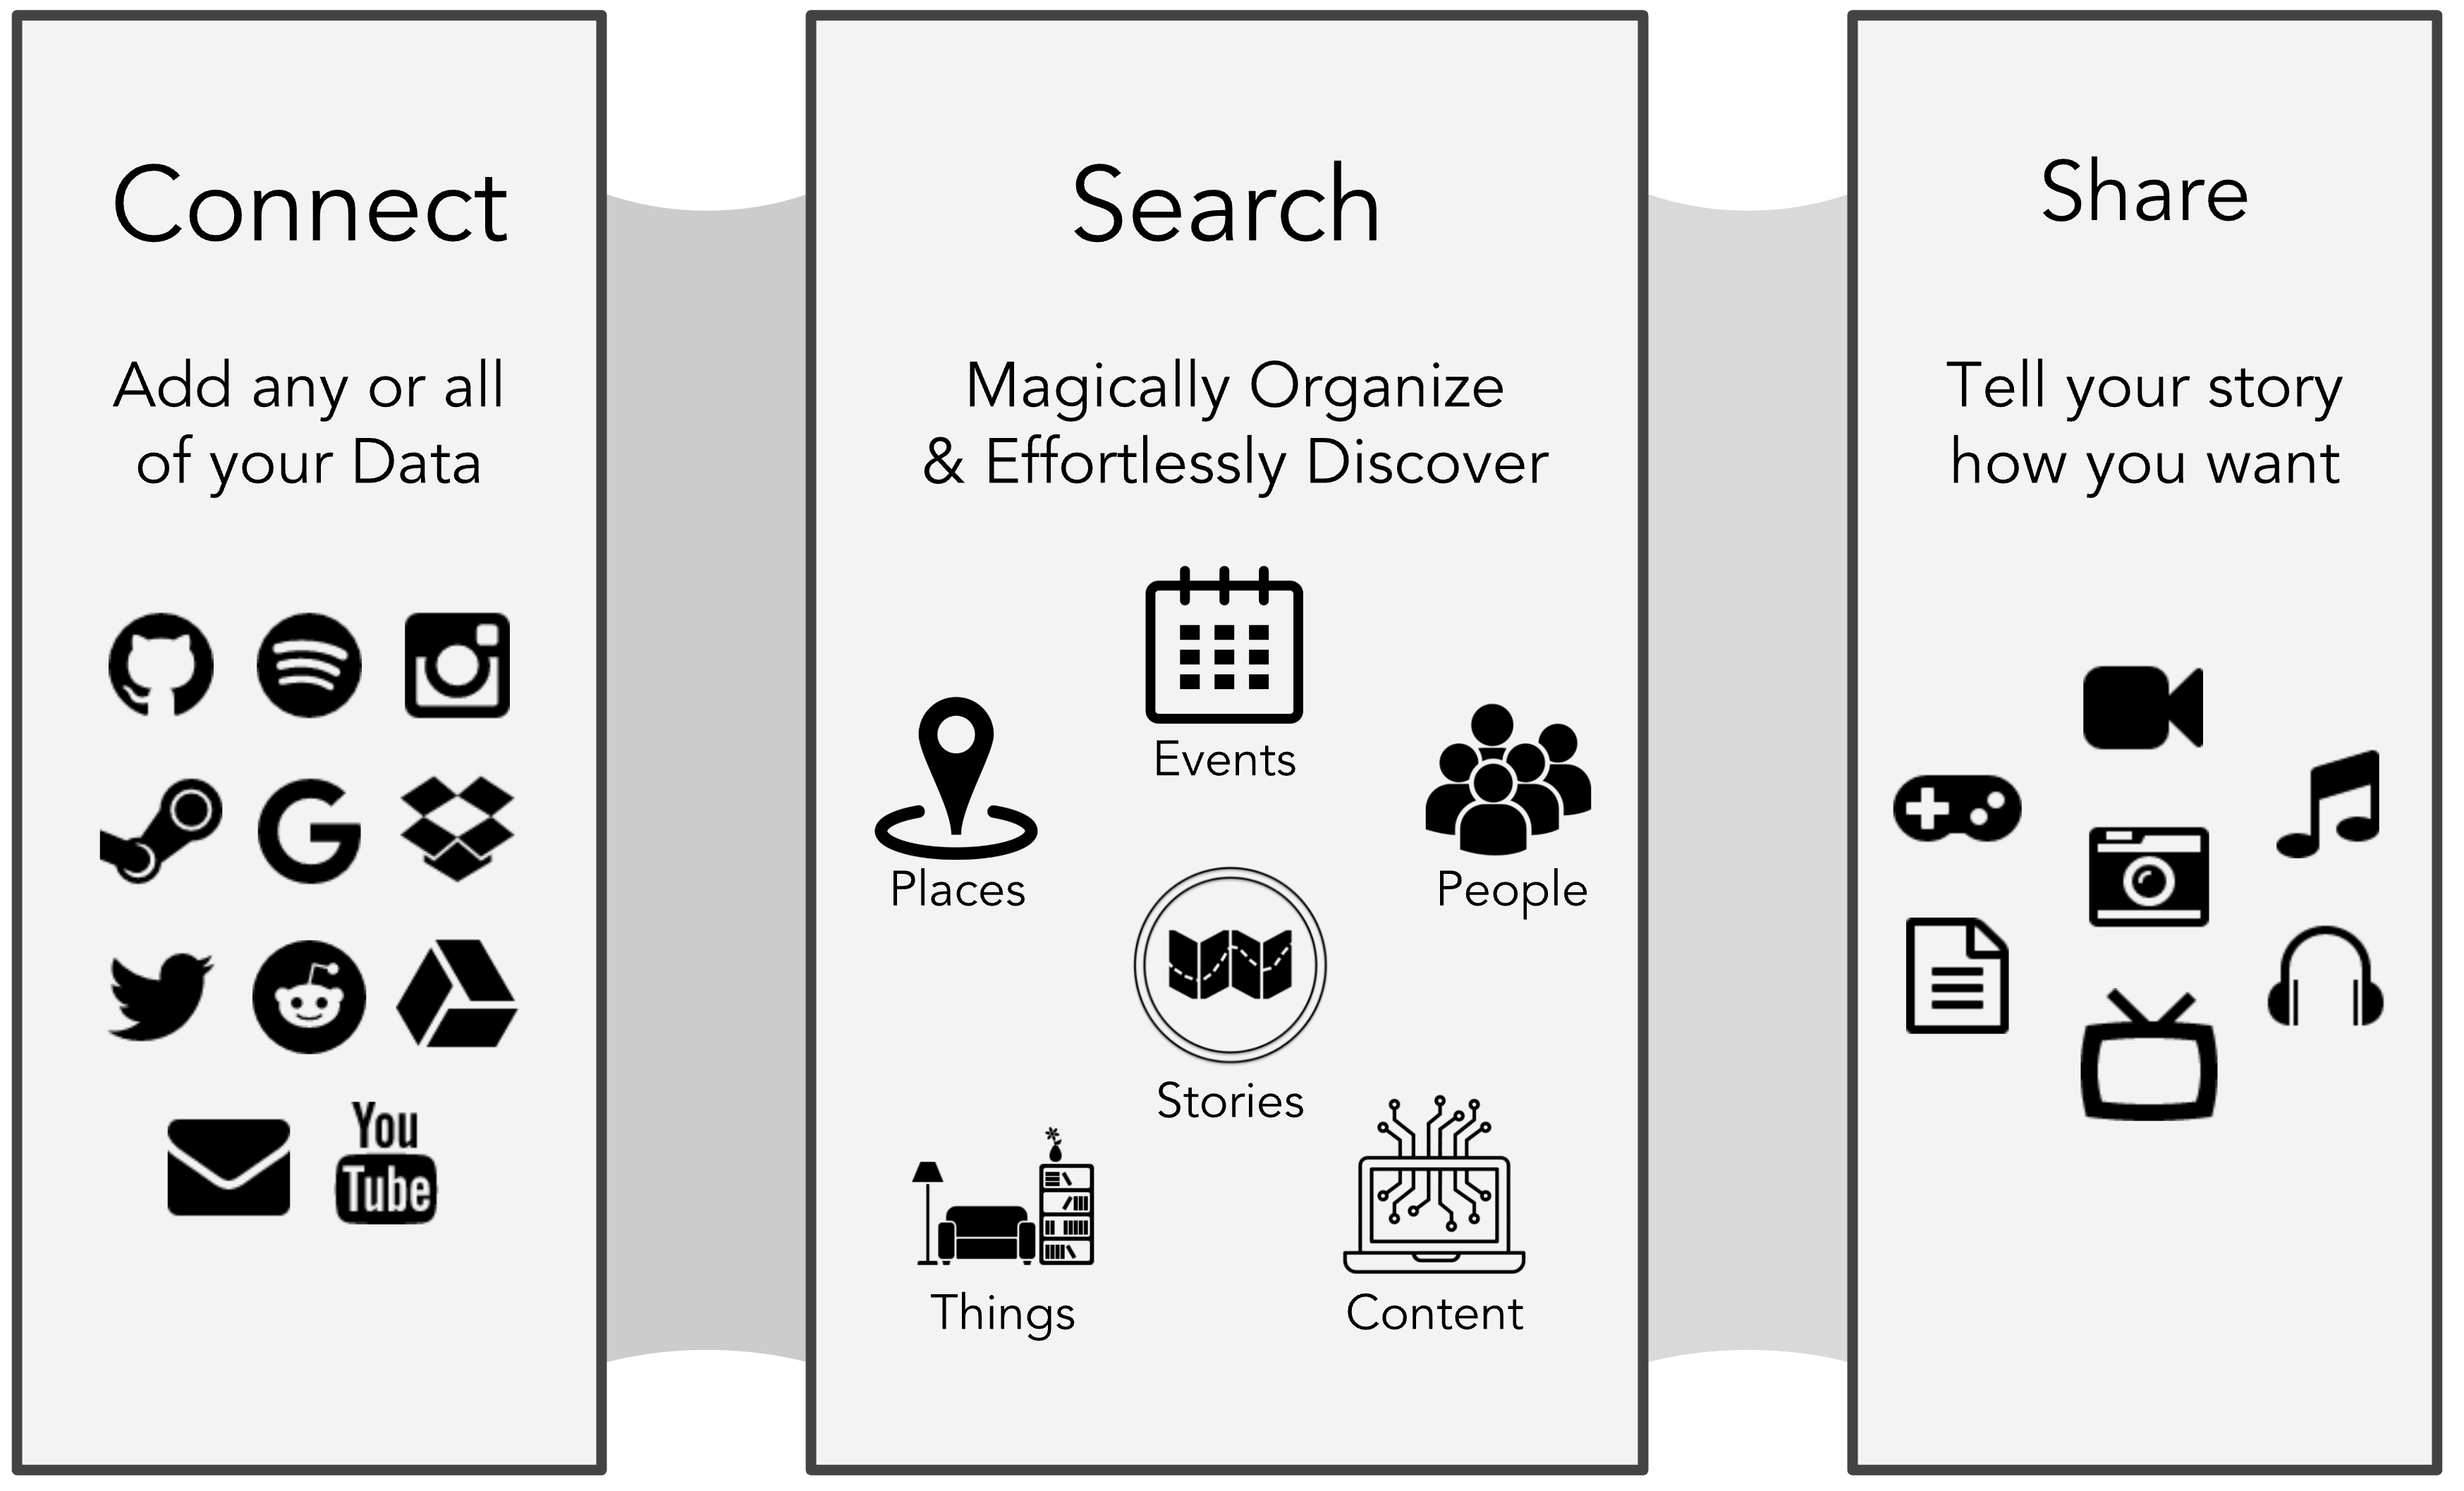 Connect
Add any or all
of your Data
You
Tube
Search
Magically Organize
& Effortlessly Discover
Events
Places
People
Stories
Things
Content
Share
Tell your story
how you want